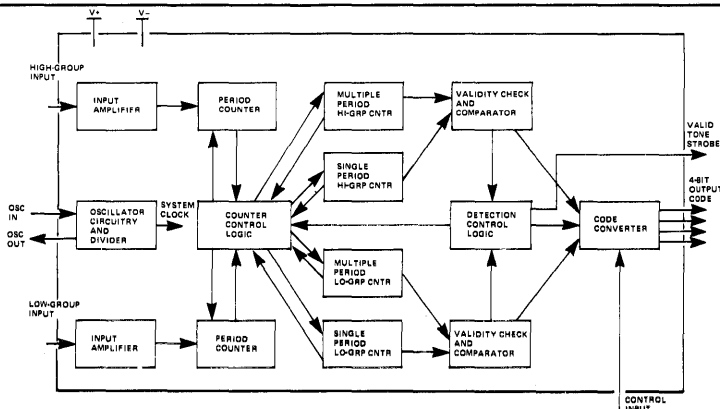 V+ V-
HIGH-GROUP
INPUT
INPUT
AMPLIFIER
PERIOD
COUNTER
MULTIPLE
PERIOD
HI-GRP CNTR
VALIDITY CHECK
AND
COMPARATOR
VALID
TONE
STROBE
SINGLE
PERIOD
HI-GRP CNTR
OSC
IN
OSC
OUT
OSCILLATOR
CIRCUITRY
AND
DIVIDER
SYSTEM
CLOCK
COUNTER
CONTROL
LOGIC
DETECTION
CONTROL
LOGIC
CODE
CONVERTER
4-BIT
OUTPUT
CODE
MULTIPLE
PERIOD
LO-GRP CNTR
LOW-GROUP
INPUT
INPUT
AMPLIFIER
PERIOD
COUNTER
SINGLE
PERIOD
LO-GRP CNTR
VALIDITY CHECK
AND
COMPARATOR
CONTROL
INPUT